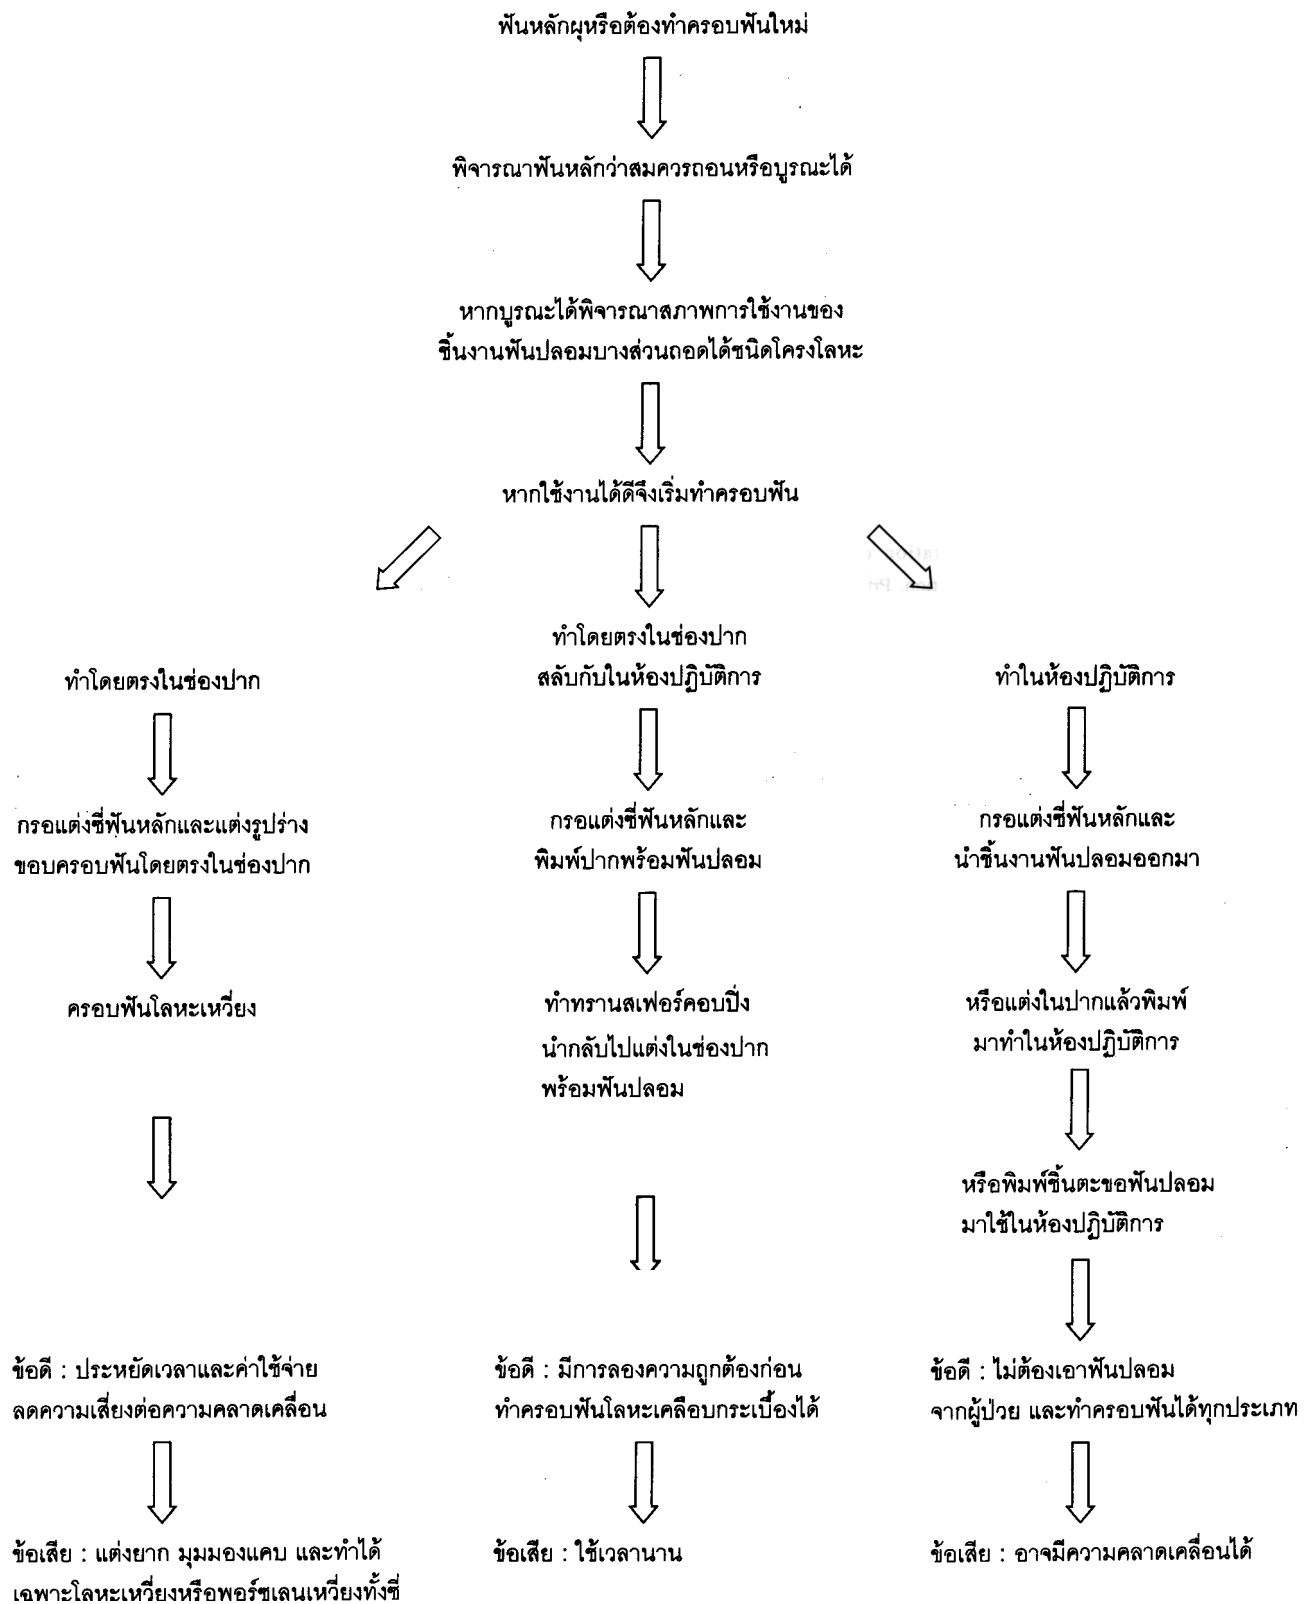 ฟันหลักผุหรือต้องทำครอบฟันใหม่
พิจารณาฟันหลักว่าสมควรถอนหรือบูรณะได้
หากบูรณะได้พิจารณาสภาพการใช้งานของ
ชิ้นงานฟันปลอมบางส่วนถอดได้ชนิดโครงโลหะ
หากใช้งานได้ดีจึงเริ่มทำครอบฟัน
ทำโดยตรงในช่องปาก
กรอแต่งซี่ฟันหลักและแต่งรูปร่าง
ขอบครอบฟันโดยตรงในช่องปาก
ครอบฟันโลหะเหวี่ยง
ข้อดี : ประหยัดเวลาและค่าใช้จ่าย
ลดความเสี่ยงต่อความคลาดเคลื่อน
ข้อเสีย : แต่งยาก มุมมองแคบ และทำได้
เฉพาะโลหะเหวี่ยงหรือพอร์ซเลนเหวี่ยงทั้งซี่
ทำโดยตรงในช่องปาก
สลับกับในห้องปฏิบัติการ
กรอแต่งซี่ฟันหลักและ
พิมพ์ปากพร้อมฟันปลอม
ทำทรานสเฟอร์คอบปิ่ง
นำกลับไปแต่งในช่องปาก
พร้อมฟันปลอม
ข้อดี : มีการลองความถูกต้องก่อน
ทำครอบฟันโลหะเคลือบกระเบื้องได้
ข้อเสีย : ใช้เวลานาน
ทำในห้องปฏิบัติการ
กรอแต่งซี่ฟันหลักและ
นำชิ้นงานฟันปลอมออกมา
หรือแต่งในปากแล้วพิมพ์
มาทำในห้องปฏิบัติการ
หรือพิมพ์ชิ้นตะขอฟันปลอม
มาใช้ในห้องปฏิบัติการ
ข้อดี : ไม่ต้องเอาฟันปลอม
จากผู้ป่วย และทำครอบฟันได้ทุกประเภท
ข้อเสีย : อาจมีความคลาดเคลื่อนได้